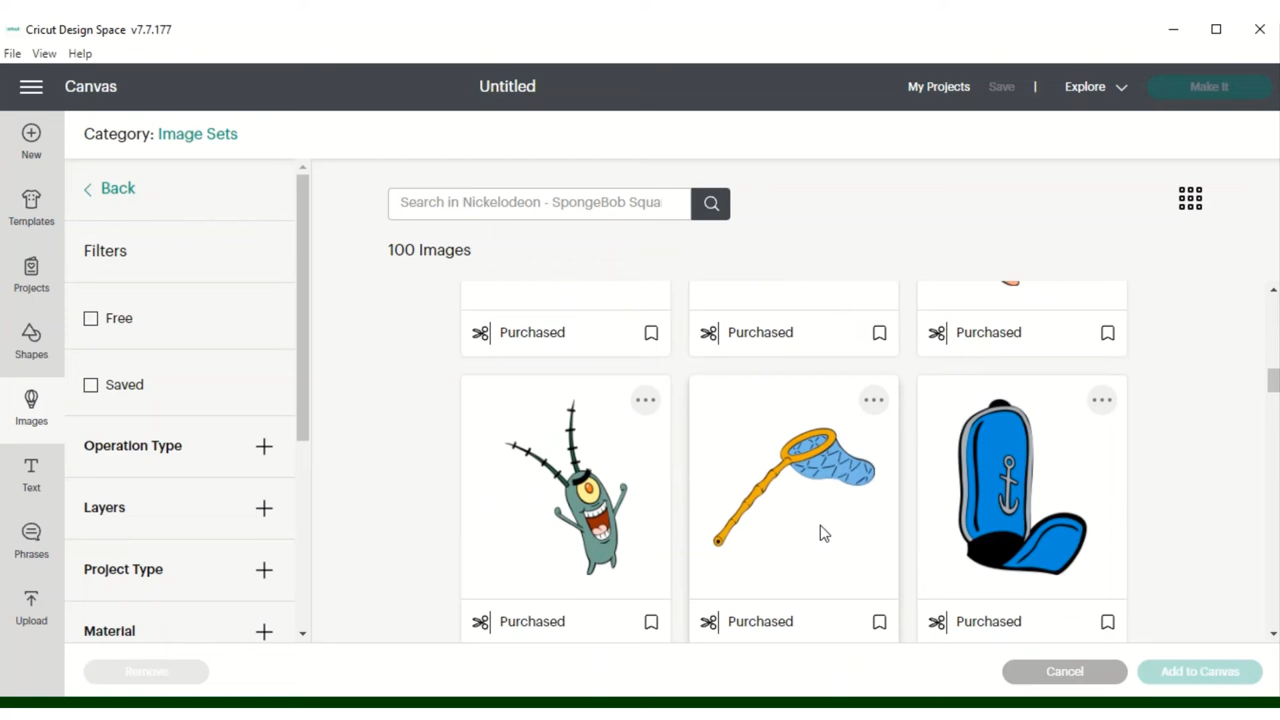 Cricut Design Space v7.7.177
File View Help
Canvas
Untitled
My Projects Save | Explore Make It
Category: Image Sets
New
Templates
Projects
Shapes
Images
Text
Phrases
Upload
Back
Filters
Free
Saved
Operation Type
Layers
Project Type
Material
Remove
Search in Nickelodeon - SpongeBob Squa
100 Images
Purchased
Purchased
Purchased
Purchased
Purchased
Purchased
Cancel
Add to Canvas